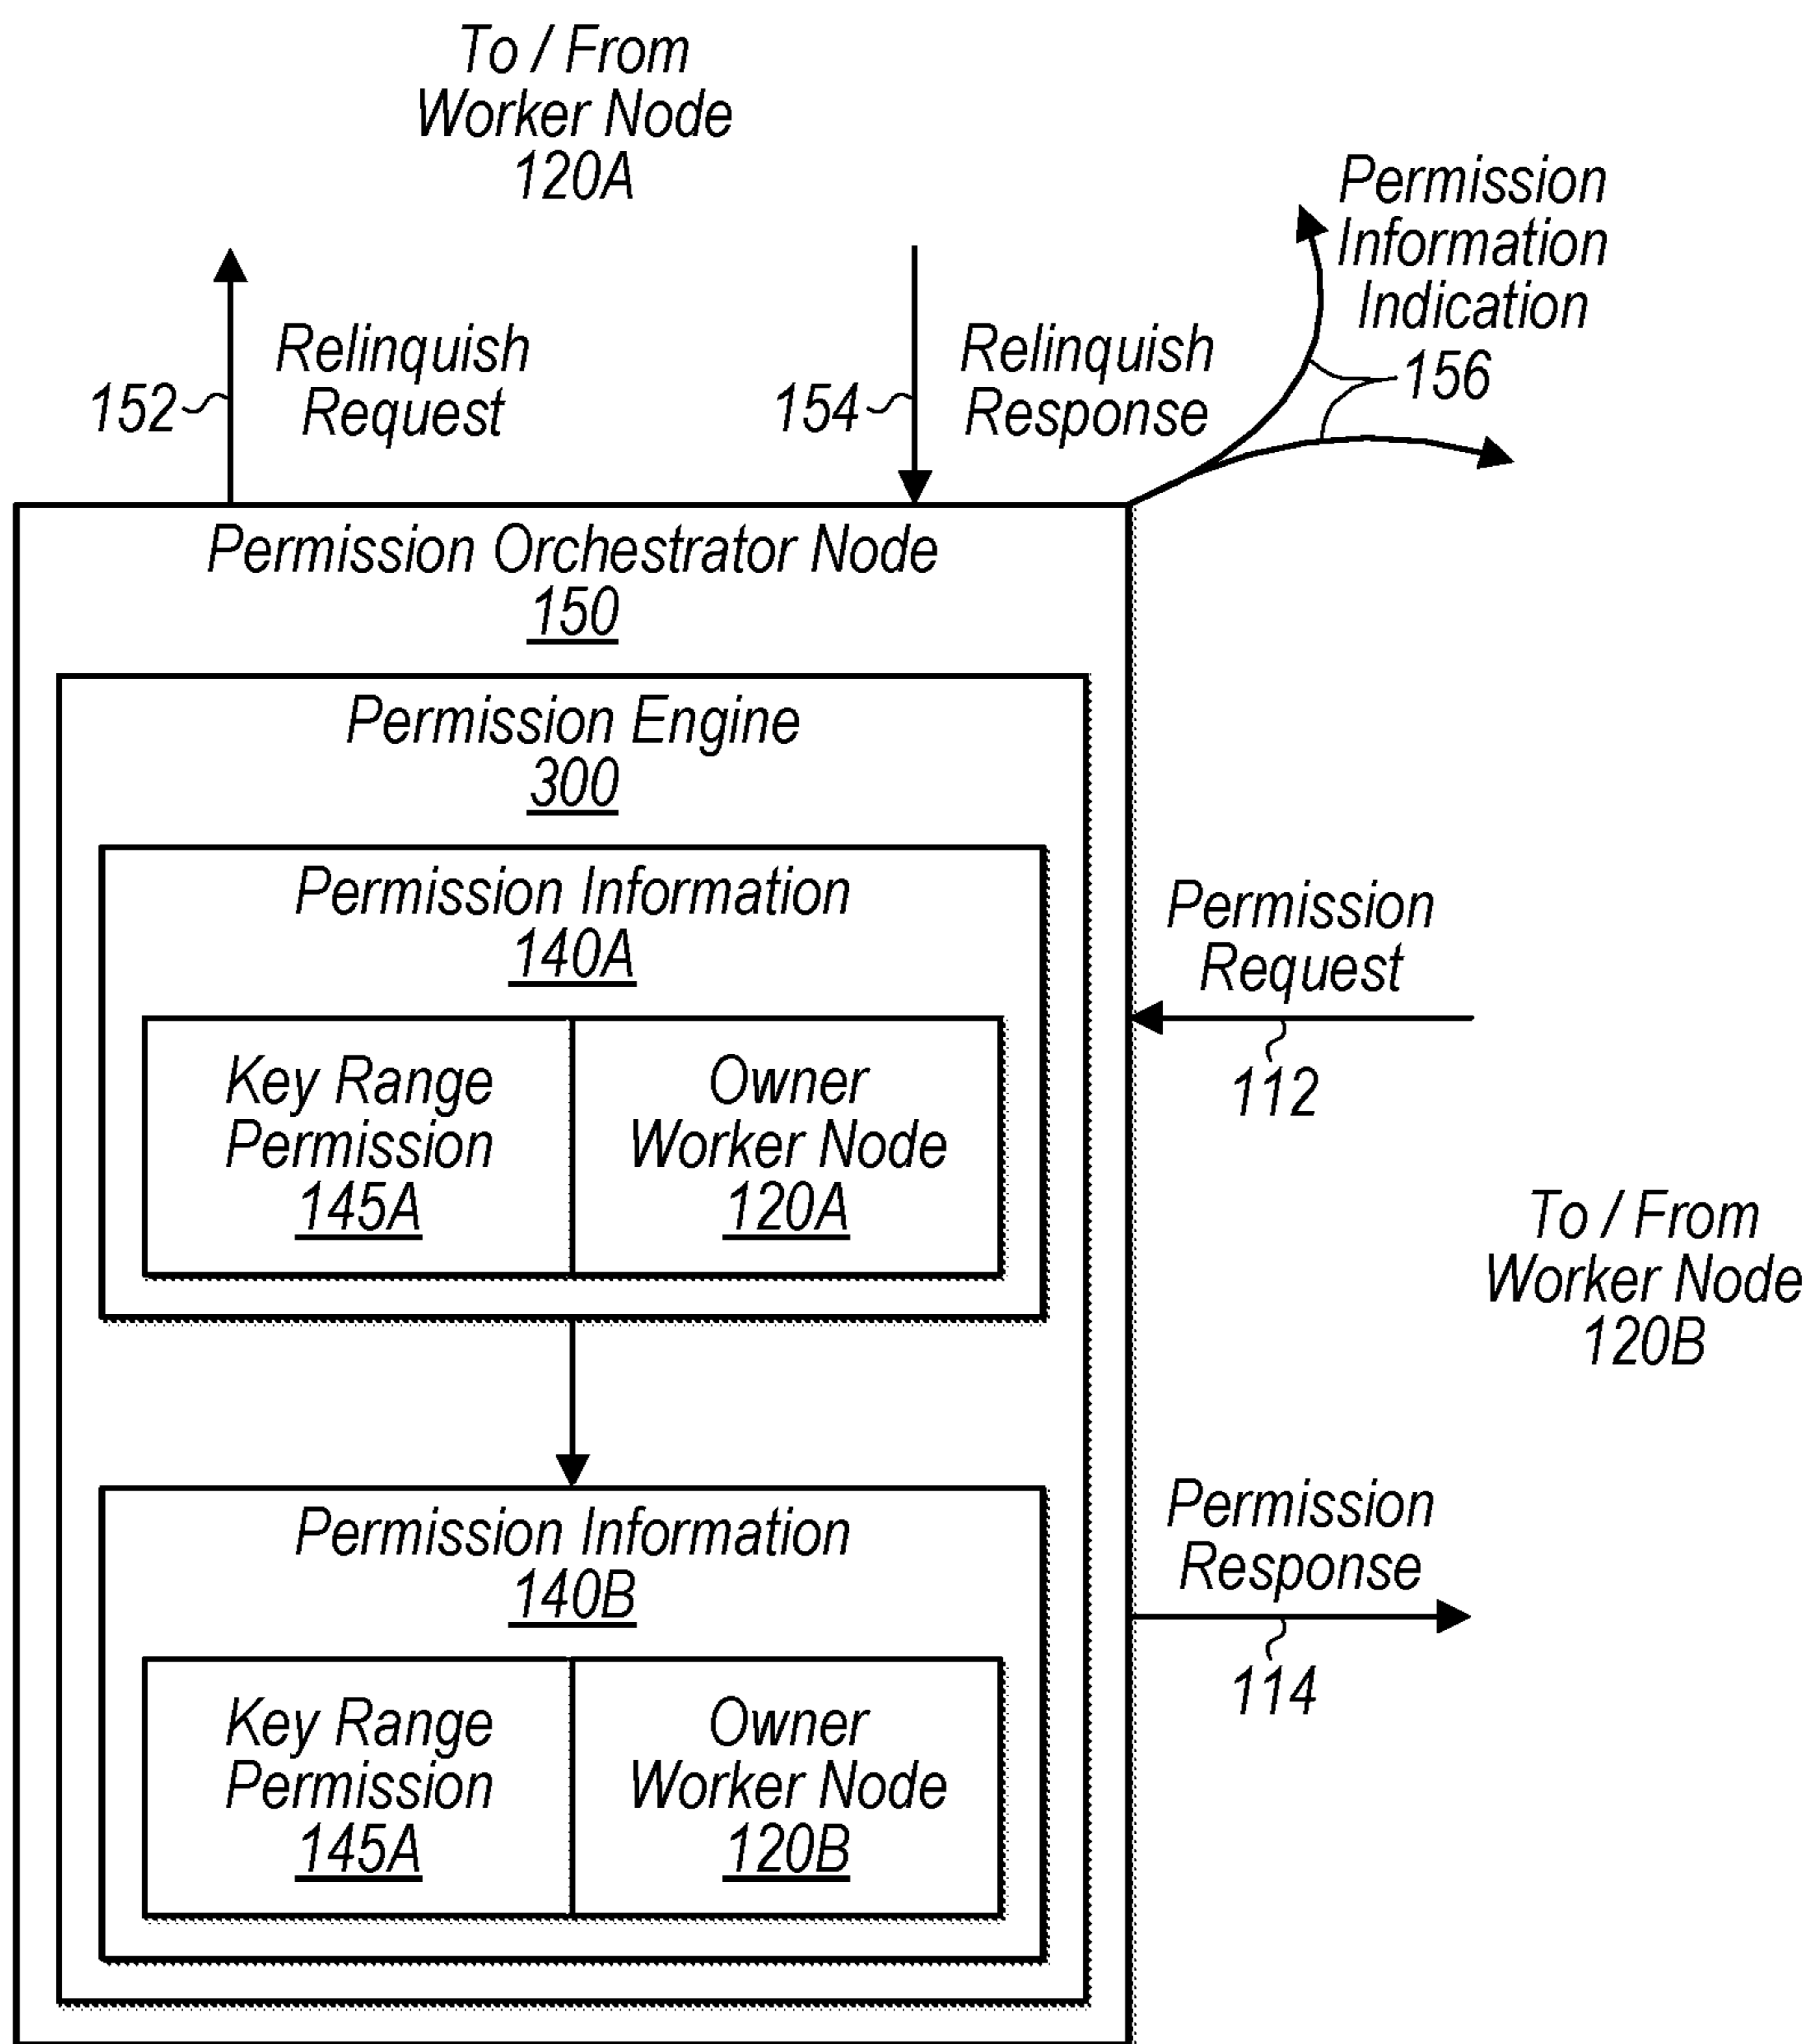 To / From
Worker Node
120A
Permission
Information
Indication
156
Relinquish
Request
152
Relinquish
Response
154
Permission Orchestrator Node
150
Permission Engine
300
Permission Information
140A
Key Range
Permission
145A
Owner
Worker Node
120A
Permission
Request
112
To / From
Worker Node
120B
Permission Information
140B
Key Range
Permission
145A
Owner
Worker Node
120B
Permission
Response
114